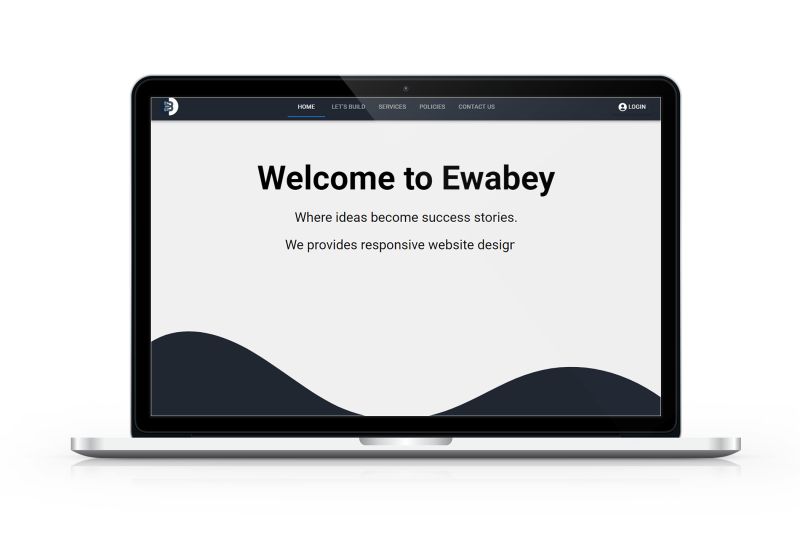 HOME LET'S BUILD SERVICES POLICIES CONTACT US LOGIN
Welcome to Ewabey
Where ideas become success stories.
We provides responsive website desigr